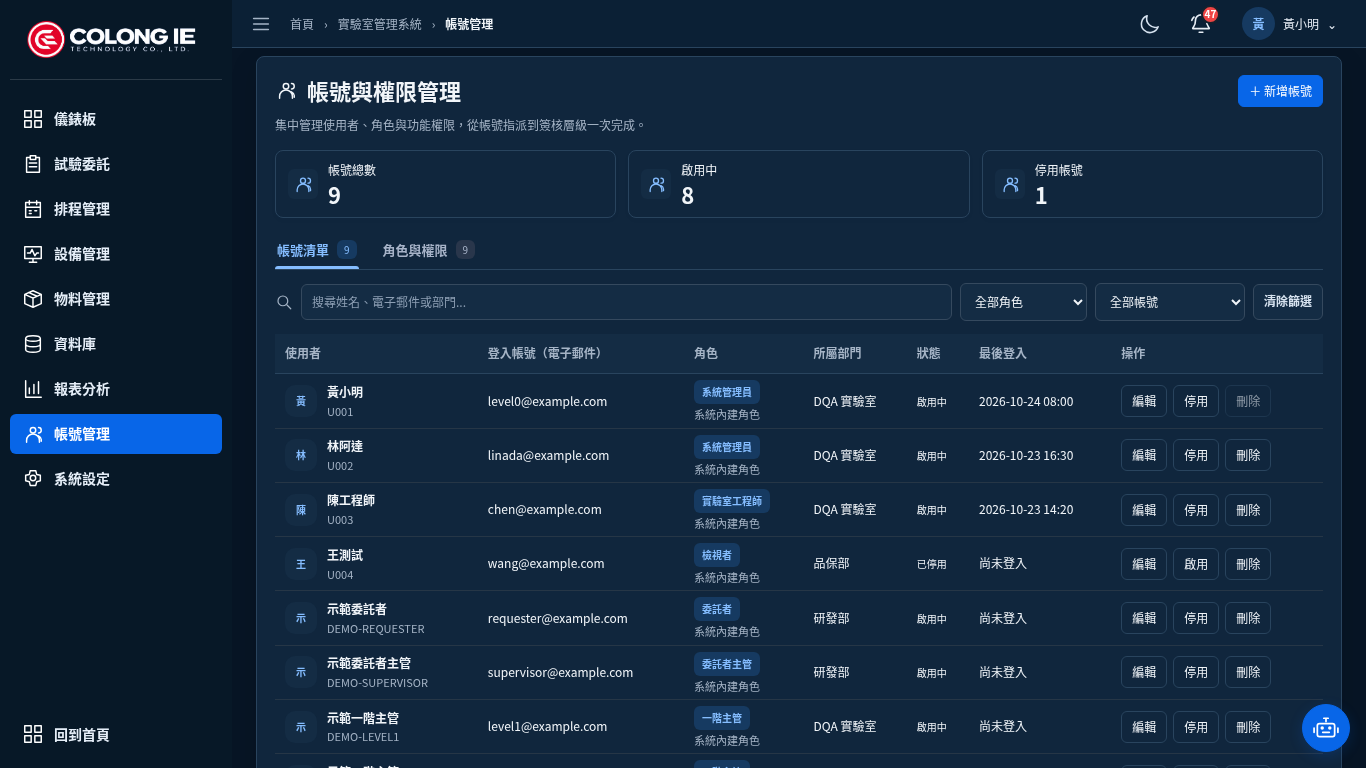 COLONG IE
TECHNOLOGY CO., LTD.
首頁 › 實驗室管理系統 › 帳號管理
47
黃 黃小明
儀錶板
試驗委託
排程管理
設備管理
物料管理
資料庫
報表分析
帳號管理
系統設定
回到首頁
帳號與權限管理
+ 新增帳號
集中管理使用者、角色與功能權限，從帳號指派到簽核層級一次完成。
帳號總數
9
啟用中
8
停用帳號
1
帳號清單 9 角色與權限 9
搜尋姓名、電子郵件或部門... 全部角色 全部帳號 清除篩選
使用者 登入帳號（電子郵件） 角色 所屬部門 狀態 最後登入 操作
黃 黃小明 U001 level0@example.com 系統管理員 系統內建角色 DQA 實驗室 啟用中 2026-10-24 08:00 編輯 停用 刪除
林 林阿達 U002 linada@example.com 系統管理員 系統內建角色 DQA 實驗室 啟用中 2026-10-23 16:30 編輯 停用 刪除
陳 陳工程師 U003 chen@example.com 實驗室工程師 系統內建角色 DQA 實驗室 啟用中 2026-10-23 14:20 編輯 停用 刪除
王 王測試 U004 wang@example.com 檢視者 系統內建角色 品保部 已停用 尚未登入 編輯 啟用 刪除
示 示範委託者 DEMO-REQUESTER requester@example.com 委託者 系統內建角色 研發部 啟用中 尚未登入 編輯 停用 刪除
示 示範委託者主管 DEMO-SUPERVISOR supervisor@example.com 委託者主管 系統內建角色 研發部 啟用中 尚未登入 編輯 停用 刪除
示 示範一階主管 DEMO-LEVEL1 level1@example.com 一階主管 系統內建角色 DQA 實驗室 啟用中 尚未登入 編輯 停用 刪除